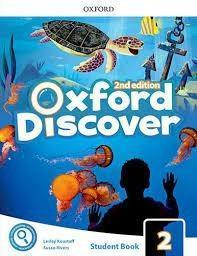 OXFORD
2nd edition
Oxford
Discover
Lesley Koustaff
Susan Rivers
Student Book
2